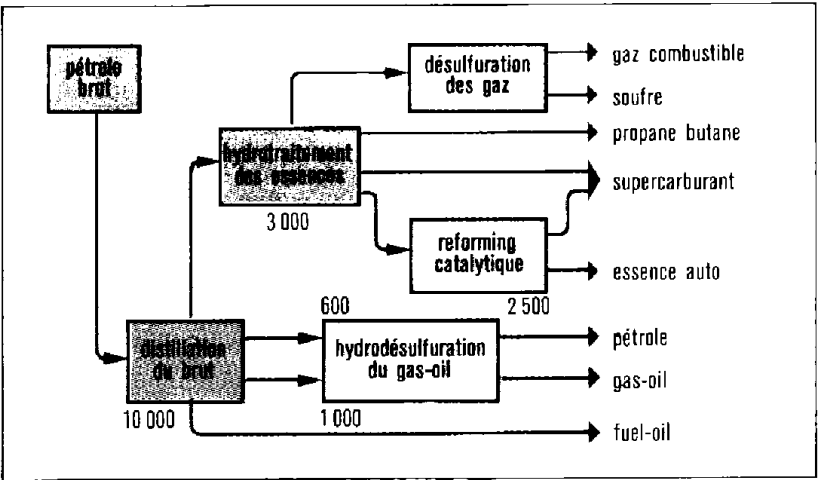 pétrole
brut
désulfuration
des gaz
gaz combustible
soufre
hydrotraitement
des essences
propane butane
supercarburant
3 000
reforming
catalytique
essence auto
600
2 500
distillation
du brut
hydrodésulfuration
du gas-oil
pétrole
gas-oil
10 000
1 000
fuel-oil